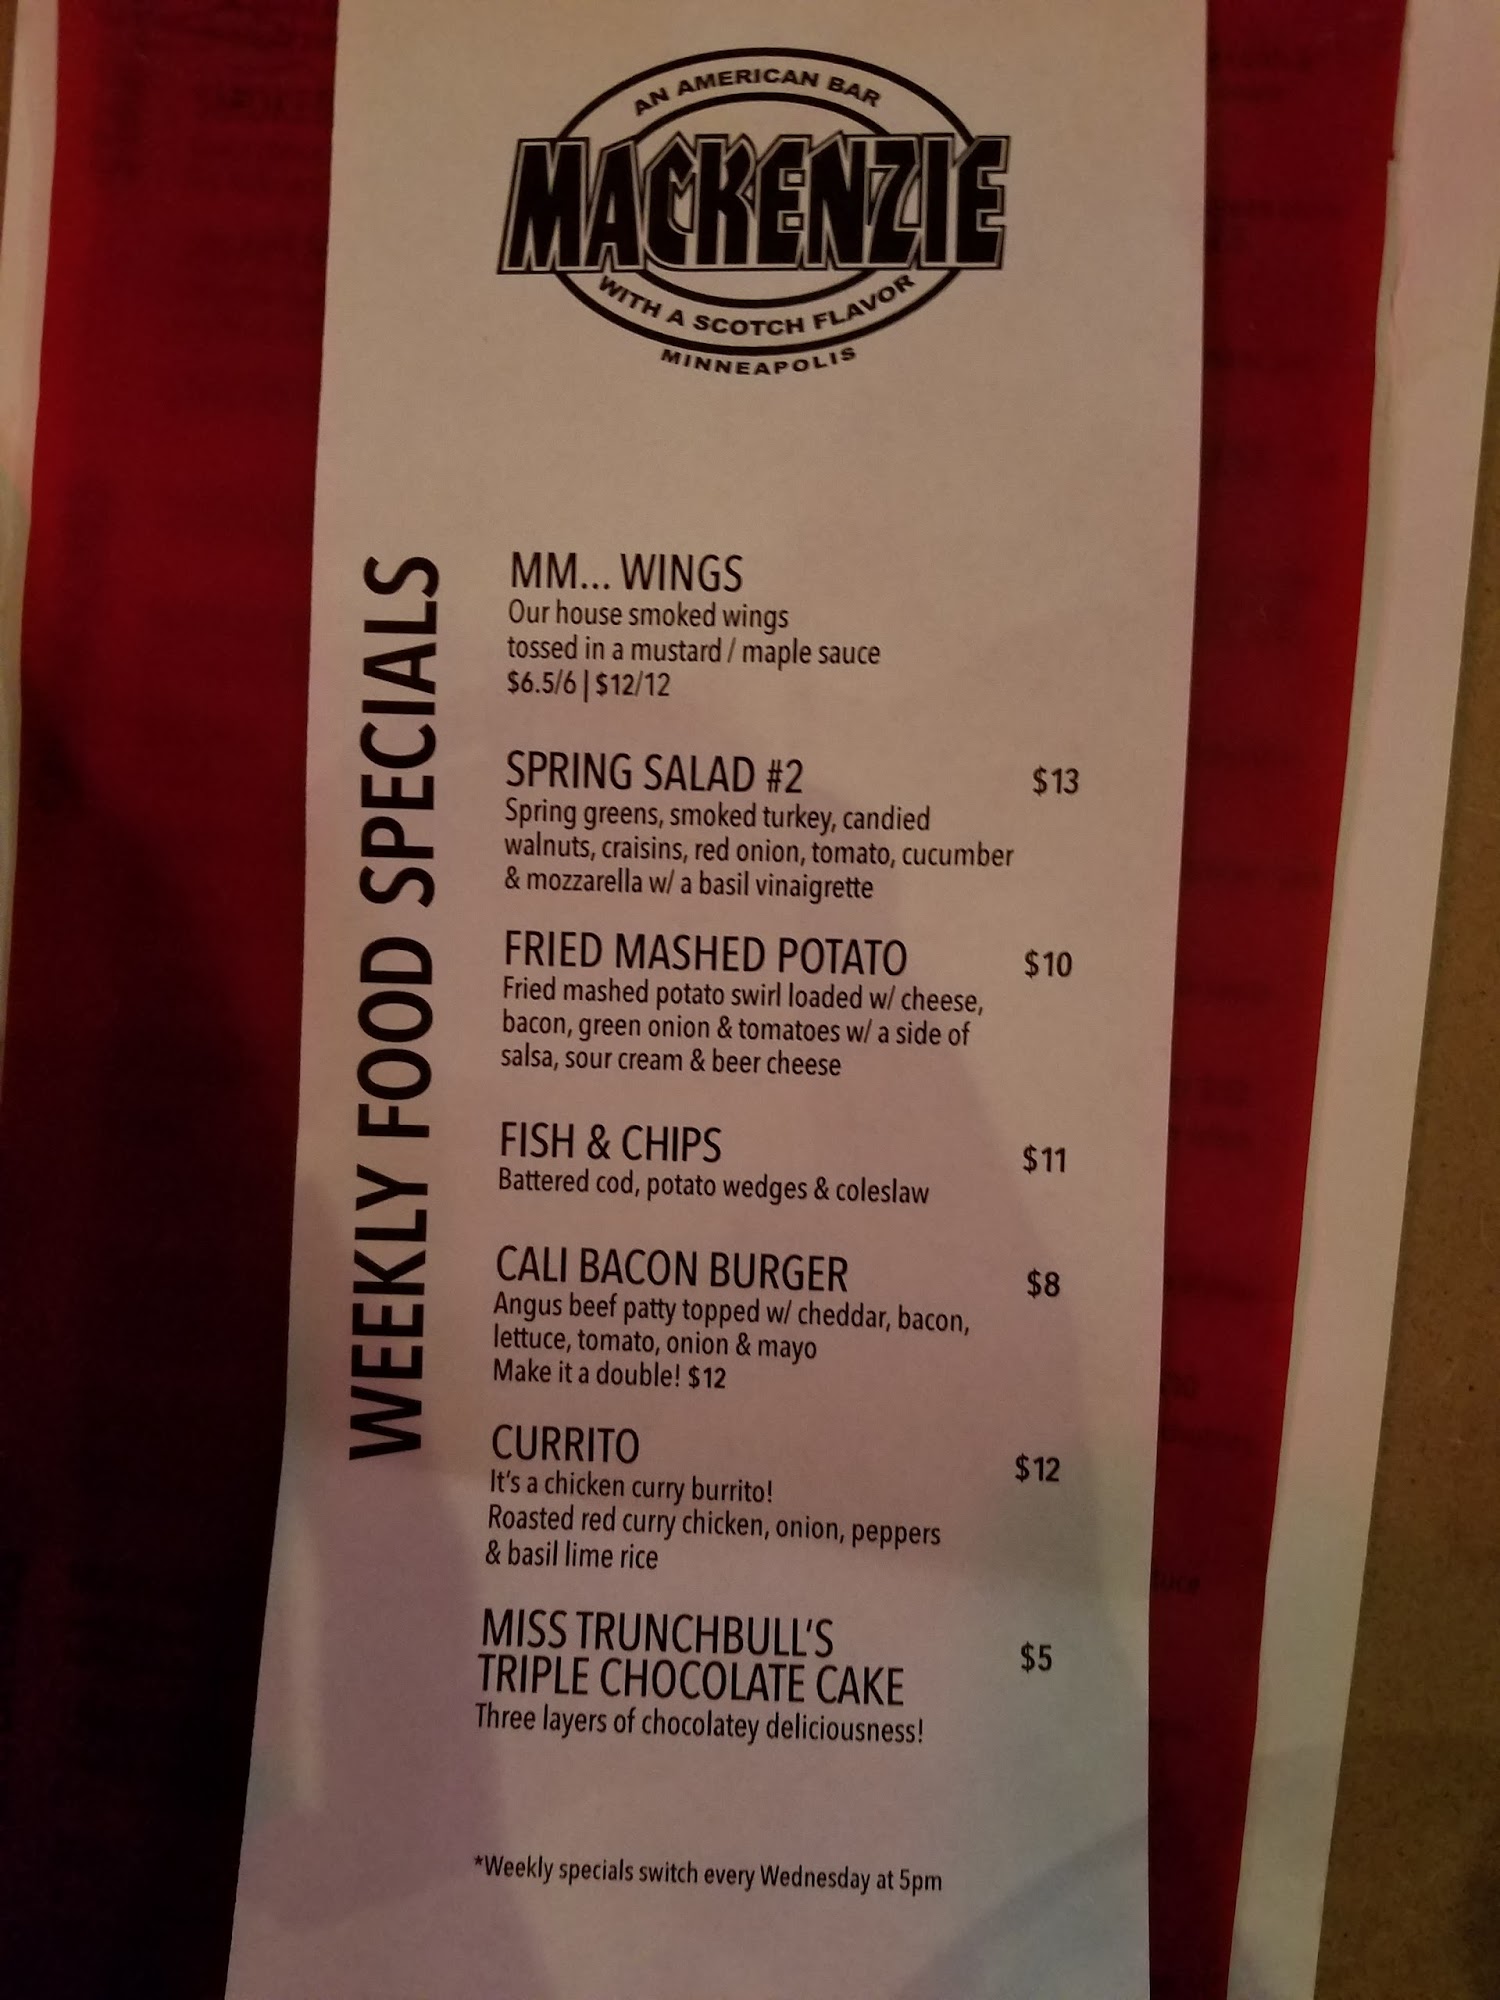 AN AMERICAN BAR
MACKENZIE
WITH A SCOTCH FLAVOR
MINNEAPOLIS
WEEKLY FOOD SPECIALS
MM... WINGS
Our house smoked wings
tossed in a mustard / maple sauce
$6.5/6 | $12/12
SPRING SALAD #2 $13
Spring greens, smoked turkey, candied
walnuts, craisins, red onion, tomato, cucumber
& mozzarella w/ a basil vinaigrette
FRIED MASHED POTATO $10
Fried mashed potato swirl loaded w/ cheese,
bacon, green onion & tomatoes w/ a side of
salsa, sour cream & beer cheese
FISH & CHIPS $11
Battered cod, potato wedges & coleslaw
CALI BACON BURGER $8
Angus beef patty topped w/ cheddar, bacon,
lettuce, tomato, onion & mayo
Make it a double! $12
CURRITO $12
It's a chicken curry burrito!
Roasted red curry chicken, onion, peppers
& basil lime rice
MISS TRUNCHBULL'S
TRIPLE CHOCOLATE CAKE $5
Three layers of chocolatey deliciousness!
*Weekly specials switch every Wednesday at 5pm